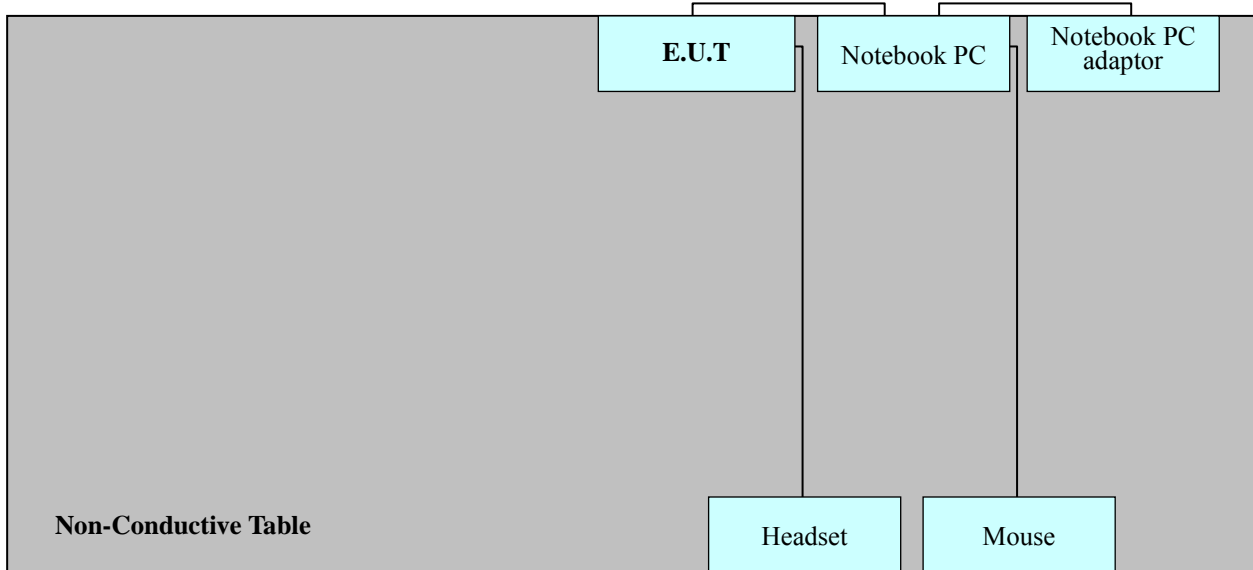 E.U.T
Notebook PC
Notebook PC
adaptor
Non-Conductive Table
Headset
Mouse